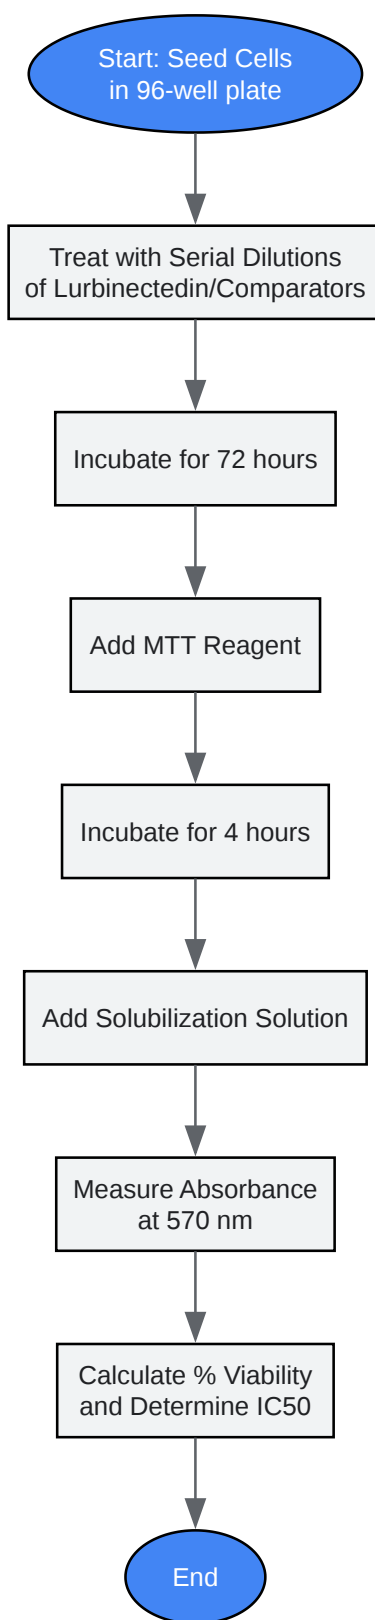 Start: Seed Cells
in 96-well plate
Treat with Serial Dilutions
of Lurbinectedin/Comparators
Incubate for 72 hours
Add MTT Reagent
Incubate for 4 hours
Add Solubilization Solution
Measure Absorbance
at 570 nm
Calculate % Viability
and Determine IC50
End